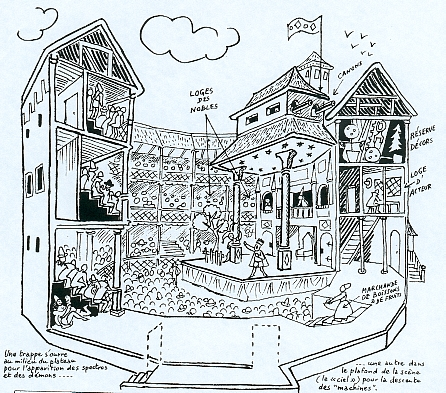 CANONS
LOGES
DES
NOBLES
RÉSERVE
DÉCORS
LOGE
D'
ACTEUR
MARCHANDE
DE BOISSONS
& DE FRUITS
Une trappe s'ouvre
au milieu du plateau
pour l'apparition des spectres
et des démons ....
... une autre dans
le plafond de la scène
(le «ciel») pour la descente
des "machines".